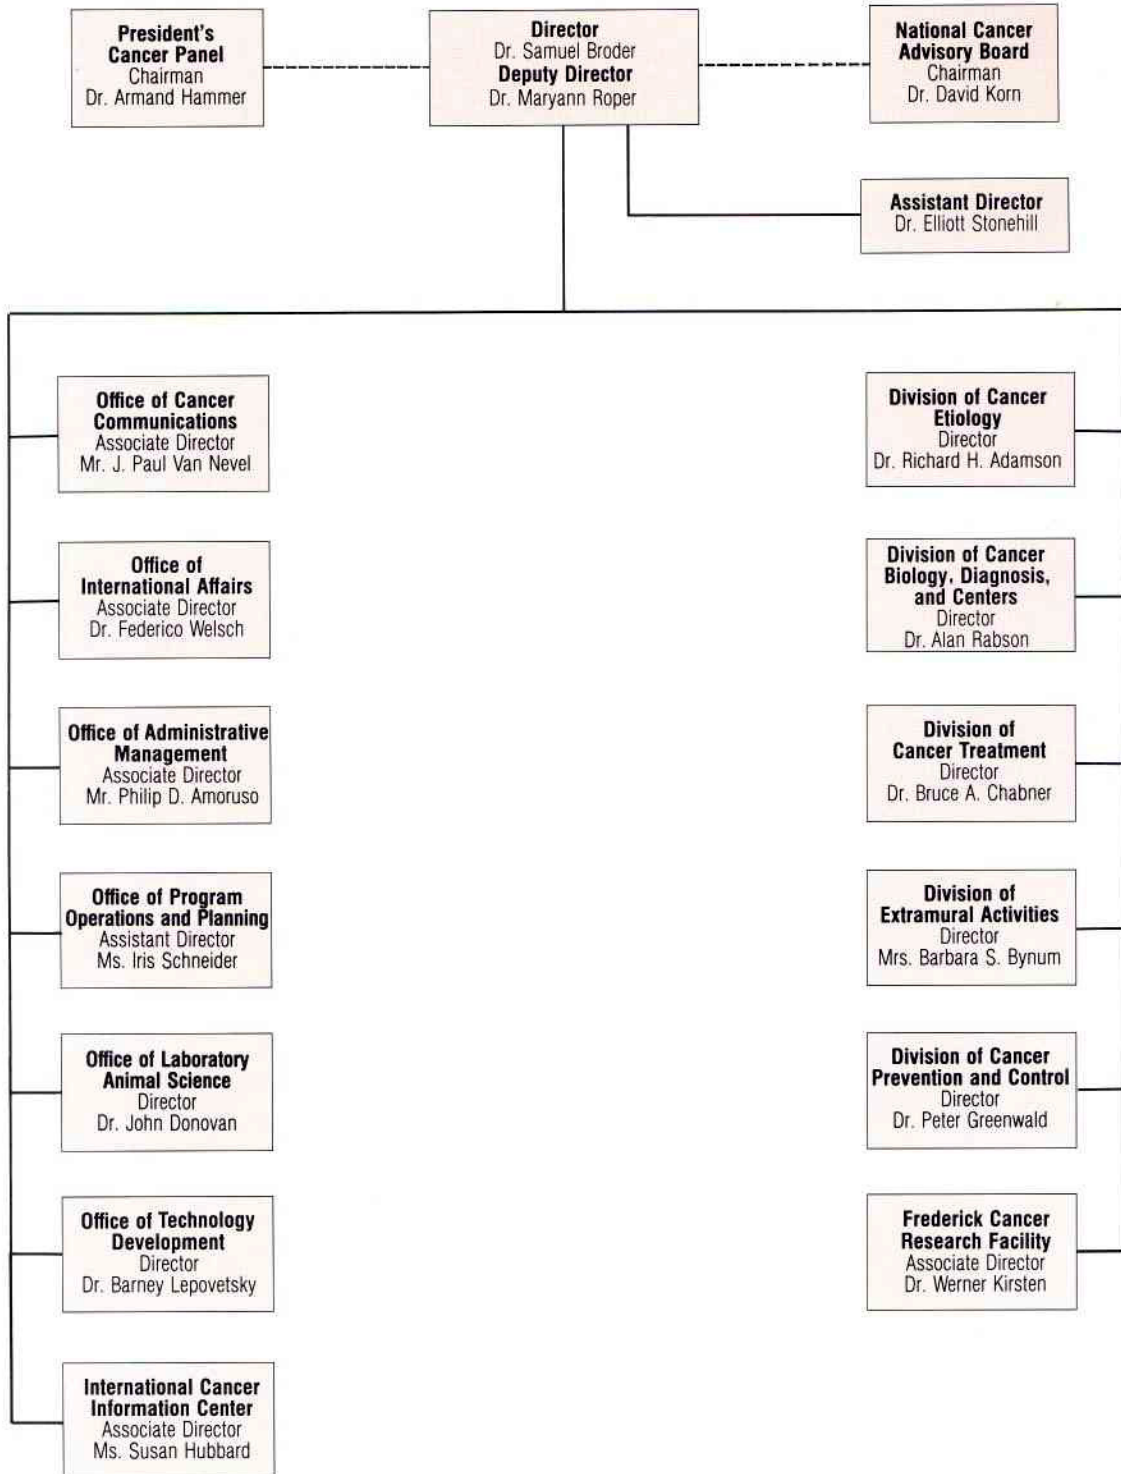 President's
Cancer Panel
Chairman
Dr. Armand Hammer
Director
Dr. Samuel Broder
Deputy Director
Dr. Maryann Roper
National Cancer
Advisory Board
Chairman
Dr. David Korn
Assistant Director
Dr. Elliott Stonehill
Office of Cancer
Communications
Associate Director
Mr. J. Paul Van Nevel
Office of
International Affairs
Associate Director
Dr. Federico Welsch
Office of Administrative
Management
Associate Director
Mr. Philip D. Amoruso
Office of Program
Operations and Planning
Assistant Director
Ms. Iris Schneider
Office of Laboratory
Animal Science
Director
Dr. John Donovan
Office of Technology
Development
Director
Dr. Barney Lepovetsky
International Cancer
Information Center
Associate Director
Ms. Susan Hubbard
Division of Cancer
Etiology
Director
Dr. Richard H. Adamson
Division of Cancer
Biology, Diagnosis,
and Centers
Director
Dr. Alan Rabson
Division of
Cancer Treatment
Director
Dr. Bruce A. Chabner
Division of
Extramural Activities
Director
Mrs. Barbara S. Bynum
Division of Cancer
Prevention and Control
Director
Dr. Peter Greenwald
Frederick Cancer
Research Facility
Associate Director
Dr. Werner Kirsten